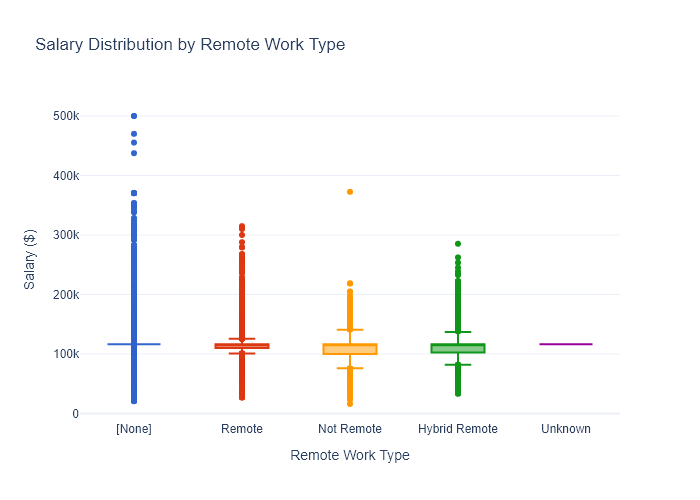 Salary Distribution by Remote Work Type
500k
400k
300k
200k
100k
0
Salary ($)
[None]
Remote
Not Remote
Hybrid Remote
Unknown
Remote Work Type